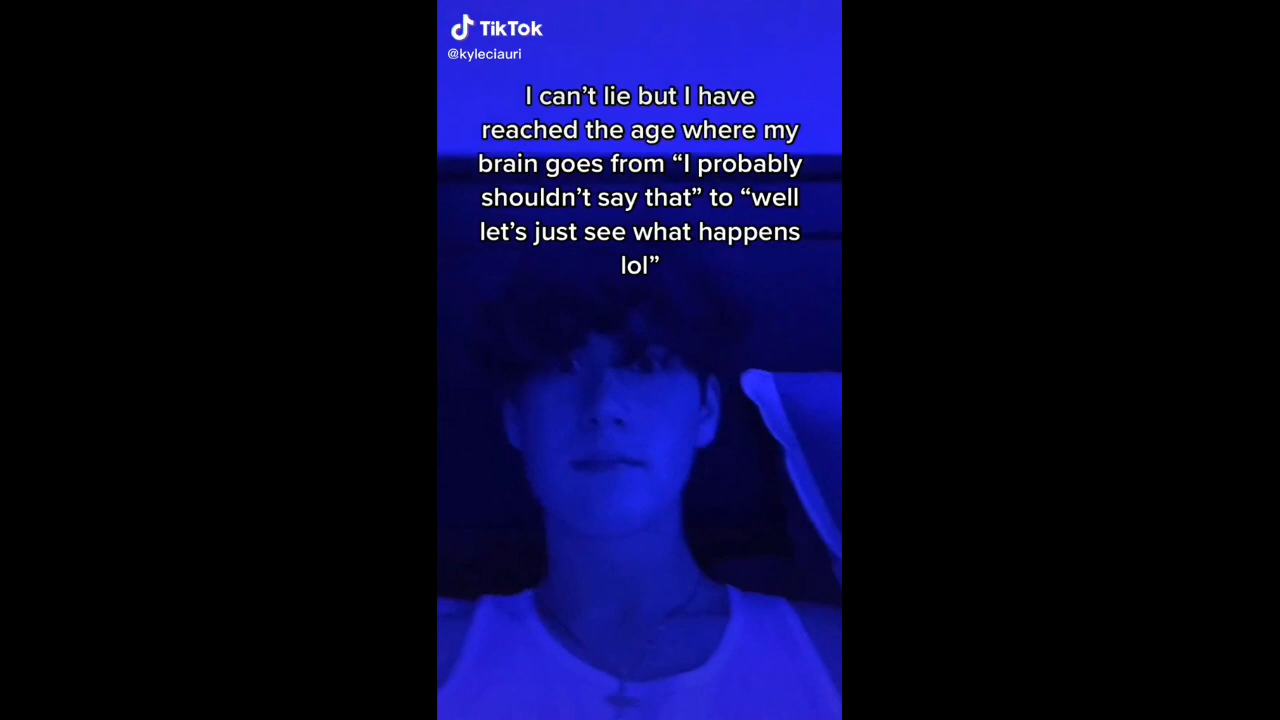 TikTok
@kyleciauri
I can’t lie but I have
reached the age where my
brain goes from “I probably
shouldn’t say that” to “well
let’s just see what happens
lol”